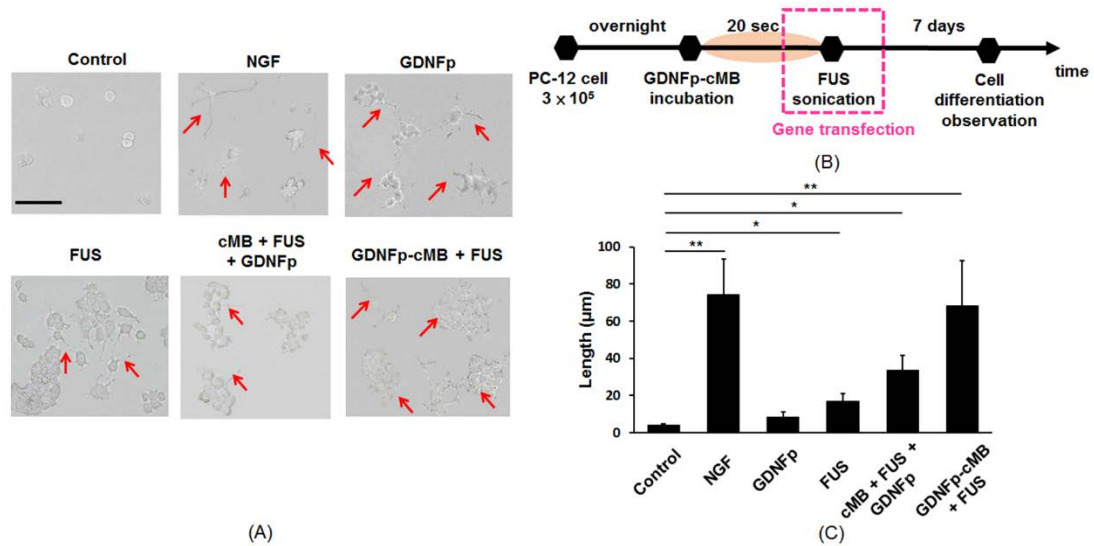 Control
NGF
GDNFp
FUS
cMB + FUS
+ GDNFp
GDNFp-cMB + FUS
(A)
overnight
20 sec
7 days
time
PC-12 cell
3 x 10⁵
GDNFp-cMB
incubation
FUS
sonication
Cell
differentiation
observation
Gene transfection
(B)
**
*
*
**
Length (µm)
100
80
60
40
20
0
Control
NGF
GDNFp
FUS
cMB + FUS +
GDNFp
GDNFp-cMB
+ FUS
(C)